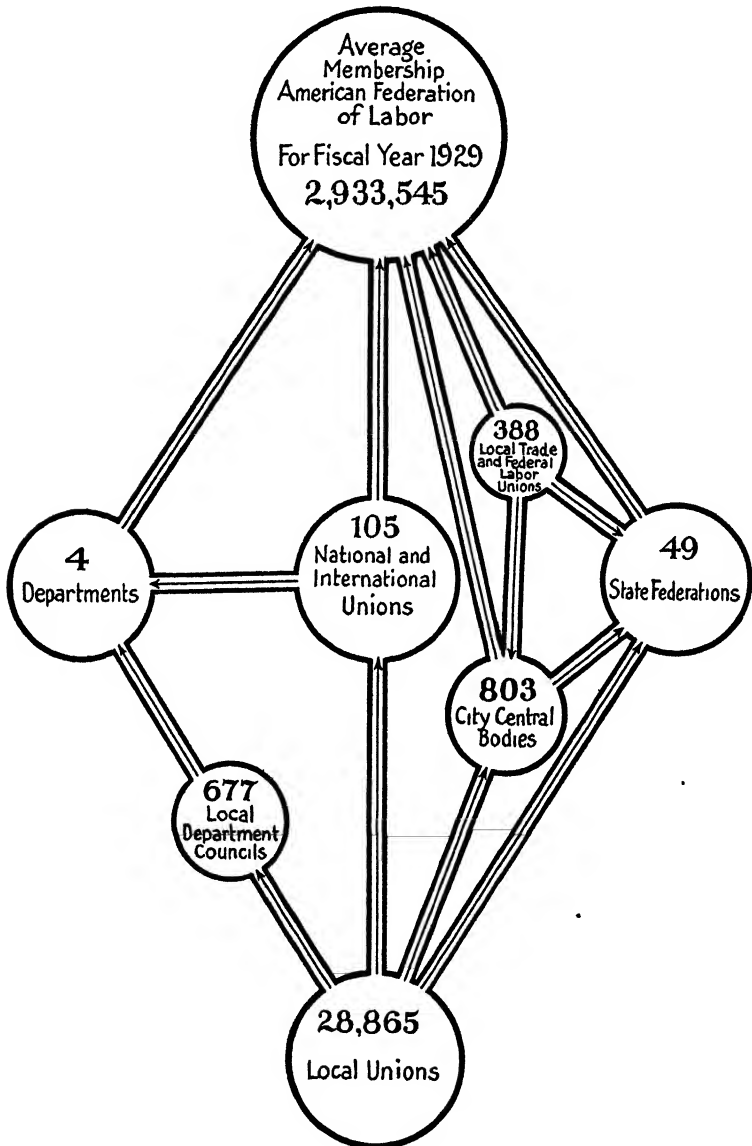 Average
Membership
American Federation
of Labor
For Fiscal Year 1929
2,933,545
388
Local Trade
and Federal
Labor
Unions
4
Departments
105
National and
International
Unions
49
State Federations
803
City Central
Bodies
677
Local
Department
Councils
28,865
Local Unions